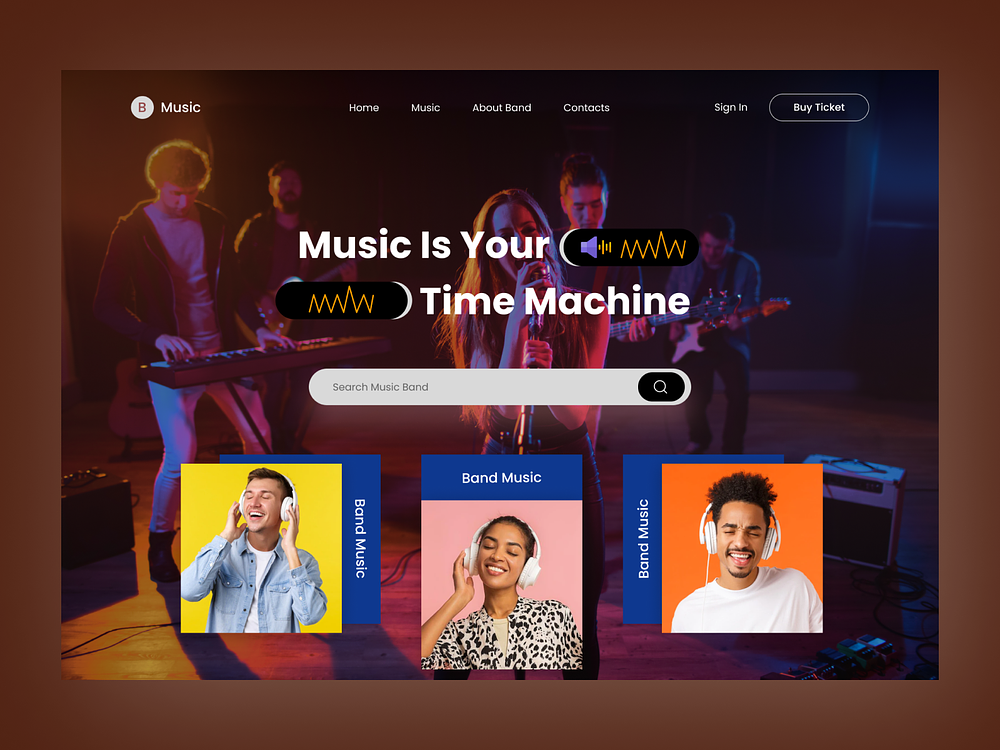 B Music
Home Music About Band Contacts
Sign In Buy Ticket
Music Is Your
Time Machine
Search Music Band
Band Music
Band Music
Band Music